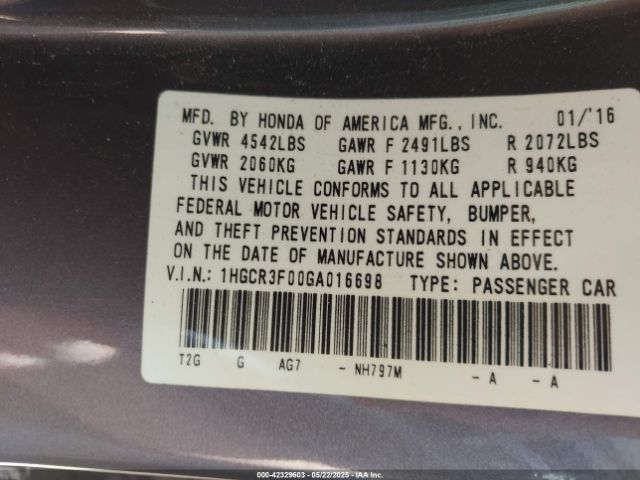 MFD. BY HONDA OF AMERICA MFG., INC. 01/'16
GVWR 4542LBS GAWR F 2491LBS R 2072LBS
GVWR 2060KG GAWR F 1130KG R 940KG
THIS VEHICLE CONFORMS TO ALL APPLICABLE
FEDERAL MOTOR VEHICLE SAFETY, BUMPER,
AND THEFT PREVENTION STANDARDS IN EFFECT
ON THE DATE OF MANUFACTURE SHOWN ABOVE.
V.I.N.: 1HGCR3F00GA016698 TYPE: PASSENGER CAR
T2G G AG7 - NH797M - A - A
000-42329603 - 05/22/2025 - IAA Inc.